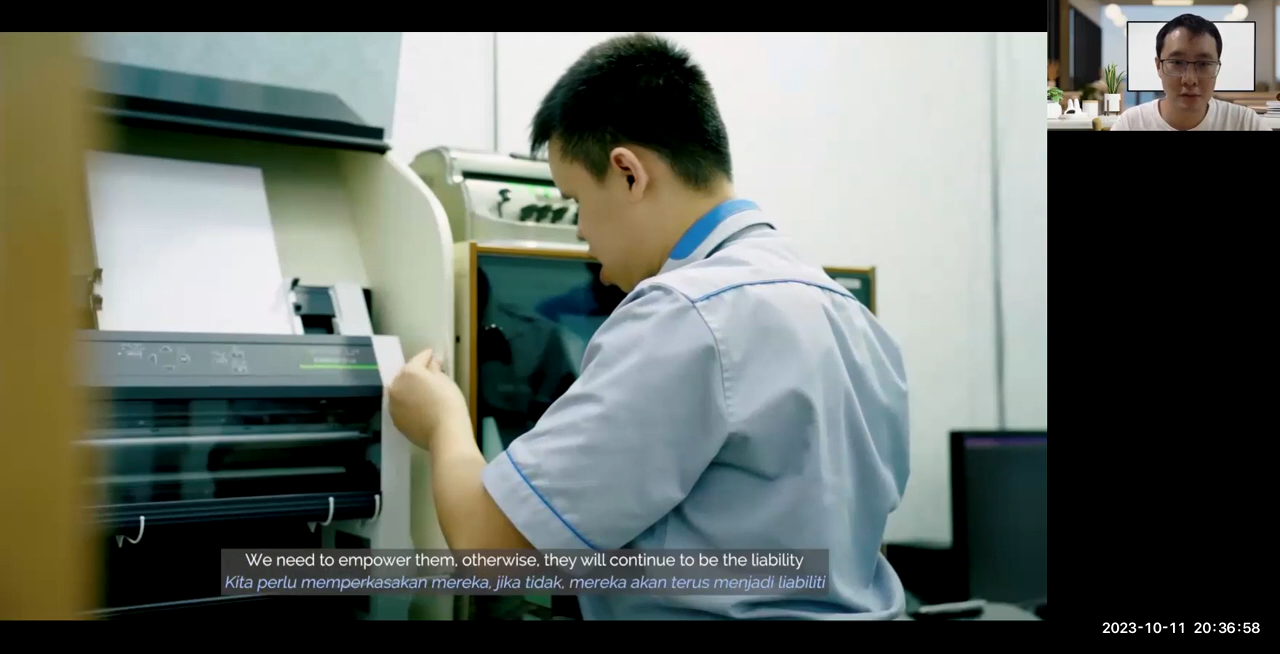 We need to empower them, otherwise, they will continue to be the liability
Kita perlu memperkasakan mereka, jika tidak, mereka akan terus menjadi liabiliti
2023-10-11 20:36:58